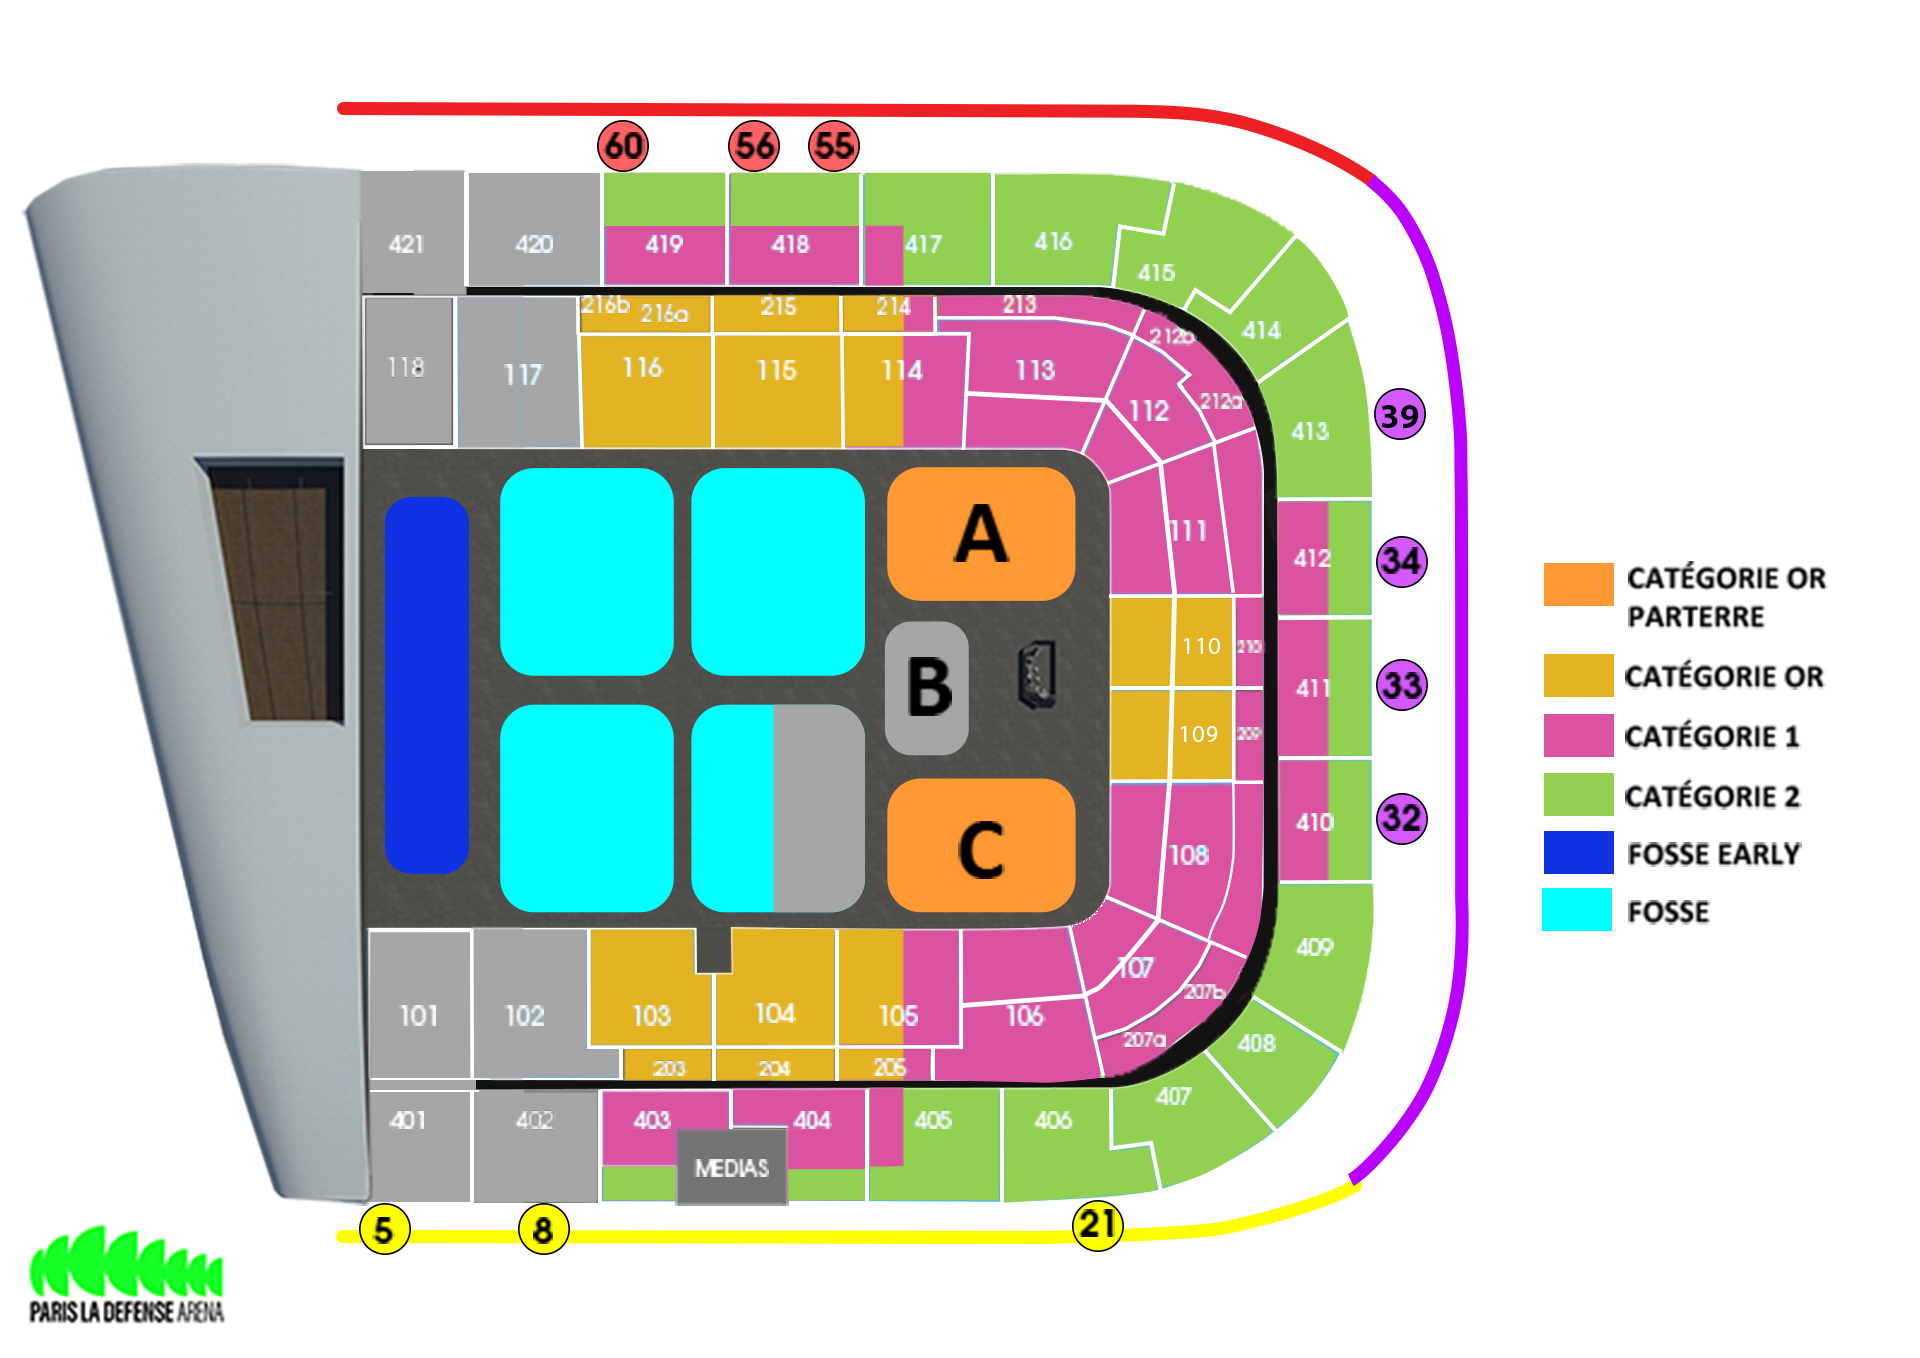 60 56 55
421 420 419 418 417 416
415
216b 216a 215 214 213
212b 414
118 117 116 115 114 113
112 212a
413 39
A
111
412 34
CATÉGORIE OR
PARTERRE
110 210
B
411 33
CATÉGORIE OR
109 209
CATÉGORIE 1
CATÉGORIE 2
410 32
C
108
FOSSE EARLY
FOSSE
409
107
207b
101 102 103 104 105 106
207a 408
203 204 205
407
401 402 403 404 405 406
MEDIAS
5 8 21
PARIS LA DEFENSE ARENA